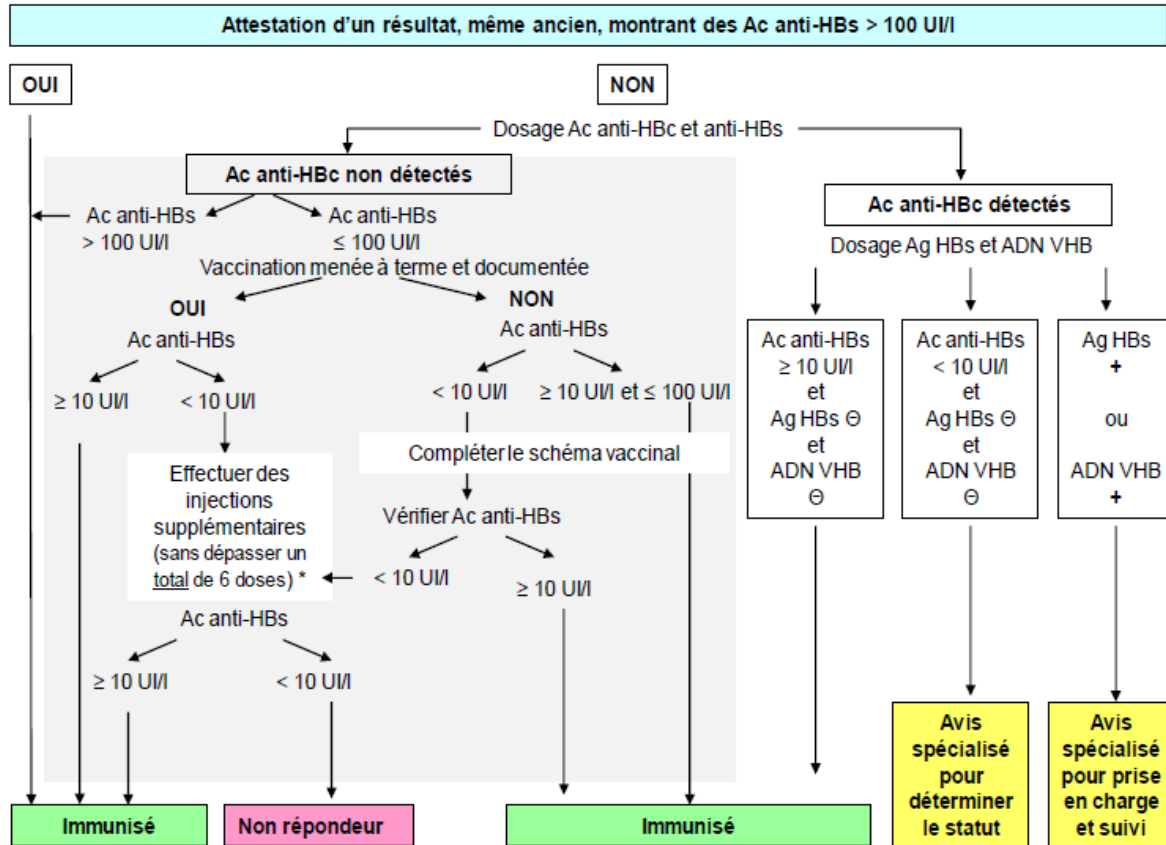 Attestation d'un résultat, même ancien, montrant des Ac anti-HBs > 100 UI/l
OUI
NON
Dosage Ac anti-HBc et anti-HBs
Ac anti-HBc non détectés
Ac anti-HBs
> 100 UI/l
Ac anti-HBs
≤ 100 UI/l
Vaccination menée à terme et documentée
OUI
Ac anti-HBs
≥ 10 UI/l
< 10 UI/l
Effectuer des
injections
supplémentaires
(sans dépasser un
total de 6 doses) *
Ac anti-HBs
≥ 10 UI/l
< 10 UI/l
NON
Ac anti-HBs
< 10 UI/l
≥ 10 UI/l et ≤ 100 UI/l
Compléter le schéma vaccinal
Vérifier Ac anti-HBs
< 10 UI/l
≥ 10 UI/l
Ac anti-HBc détectés
Dosage Ag HBs et ADN VHB
Ac anti-HBs
≥ 10 UI/l
et
Ag HBs Θ
et
ADN VHB
Θ
Ac anti-HBs
< 10 UI/l
et
Ag HBs Θ
et
ADN VHB
Θ
Ag HBs
+
ou
ADN VHB
+
Immunisé
Non répondeur
Immunisé
Avis
spécialisé
pour
déterminer
le statut
Avis
spécialisé
pour prise
en charge
et suivi